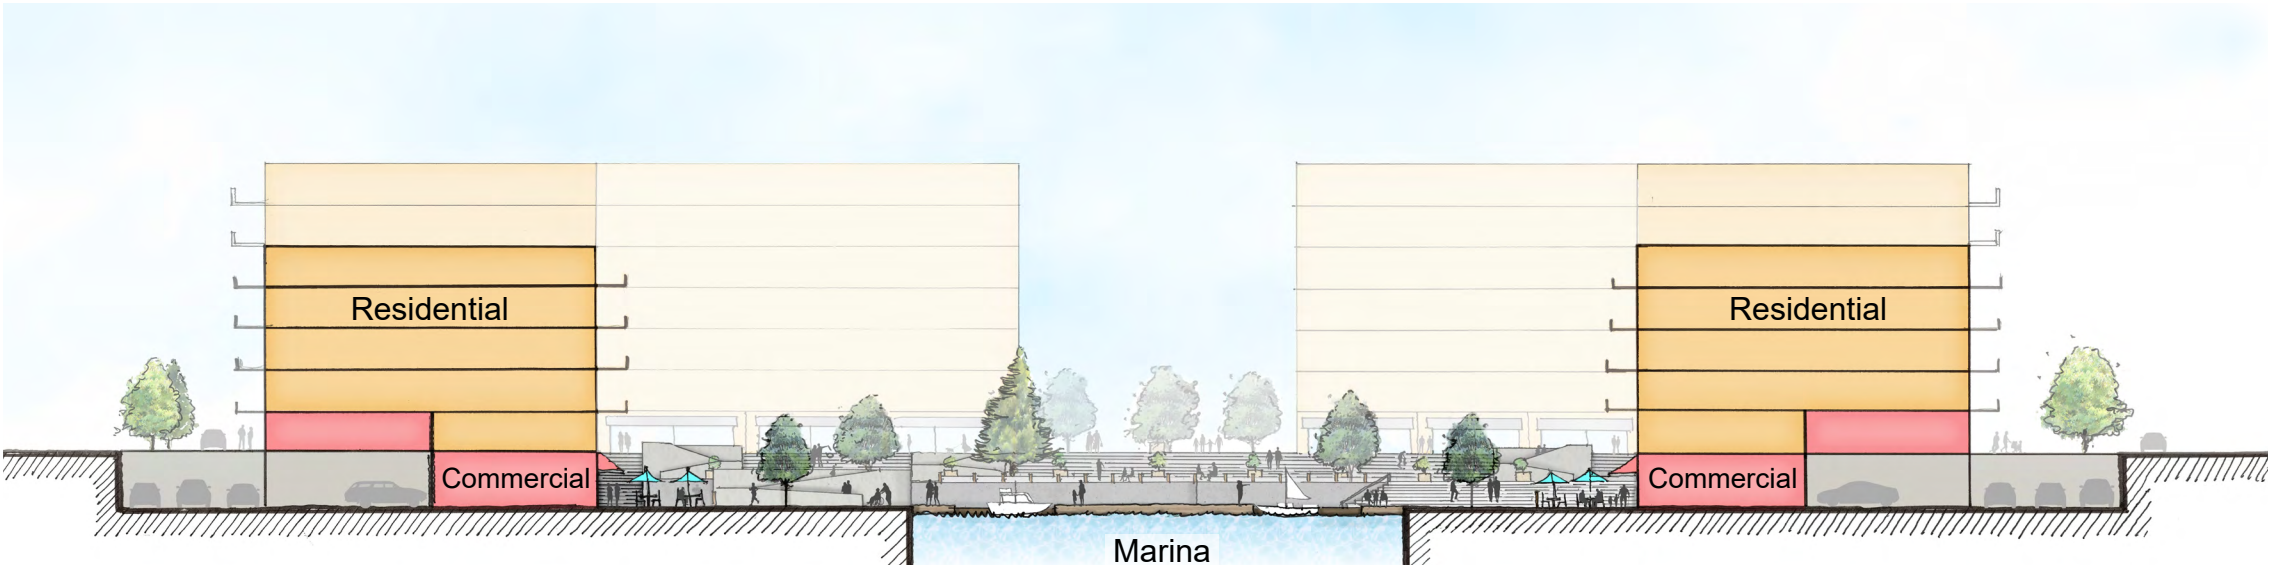 Residential
Residential
Commercial
Commercial
Marina